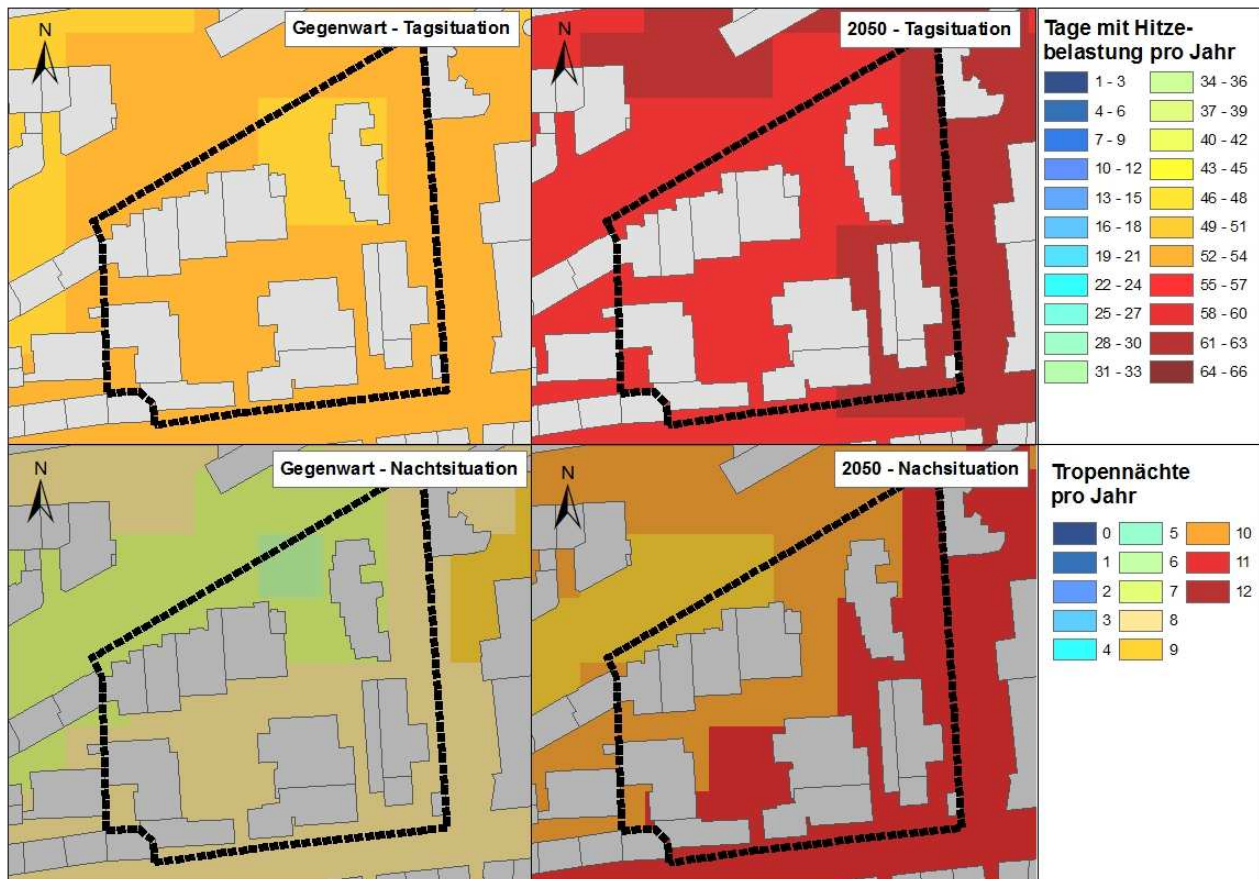 N
Gegenwart - Tagsituation
N
2050 - Tagsituation
Tage mit Hitze-
belastung pro Jahr
1 - 3
4 - 6
7 - 9
10 - 12
13 - 15
16 - 18
19 - 21
22 - 24
25 - 27
28 - 30
31 - 33
34 - 36
37 - 39
40 - 42
43 - 45
46 - 48
49 - 51
52 - 54
55 - 57
58 - 60
61 - 63
64 - 66
N
Gegenwart - Nachtsituation
N
2050 - Nachsituation
Tropennächte
pro Jahr
0
1
2
3
4
5
6
7
8
9
10
11
12